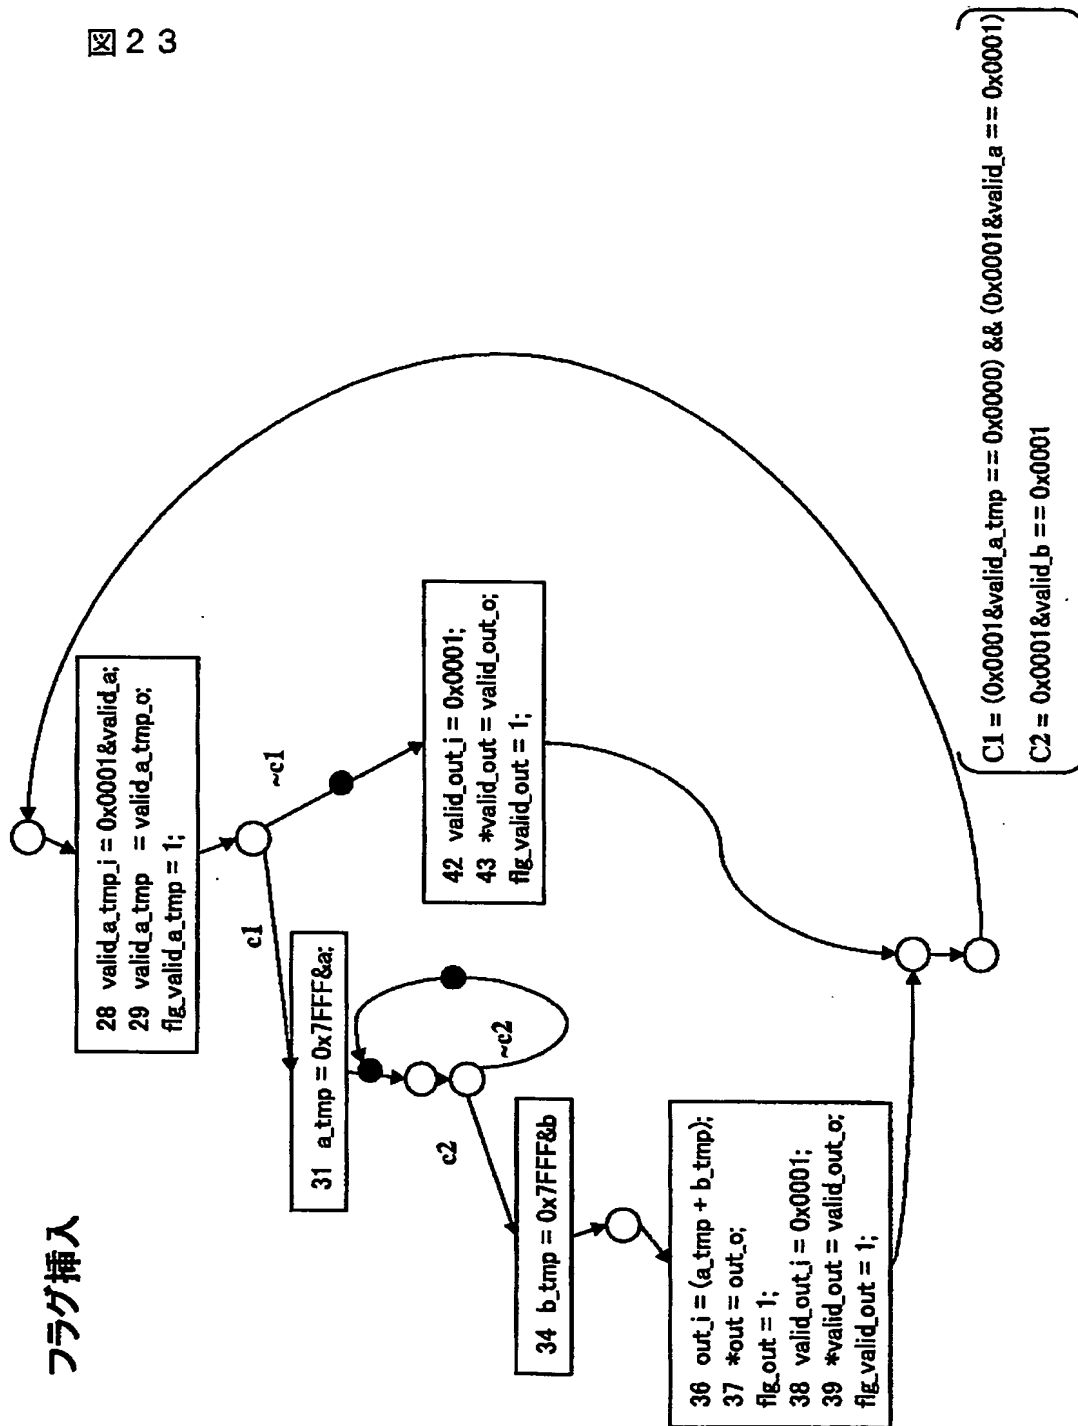 図23
フラグ挿入
28 valid_a_tmp_i = 0x0001&valid_a;
29 valid_a_tmp = valid_a_tmp_o;
flg_valid_a_tmp = 1;
c1
~c1
31 a_tmp = 0x7FFF&a;
42 valid_out_i = 0x0001;
43 *valid_out = valid_out_o;
flg_valid_out = 1;
c2
~c2
34 b_tmp = 0x7FFF&b
36 out_i = (a_tmp + b_tmp);
37 *out = out_o;
flg_out = 1;
38 valid_out_i = 0x0001;
39 *valid_out = valid_out_o;
flg_valid_out = 1;
C1 = (0x0001&valid_a_tmp == 0x0000) && (0x0001&valid_a == 0x0001)
C2 = 0x0001&valid_b == 0x0001